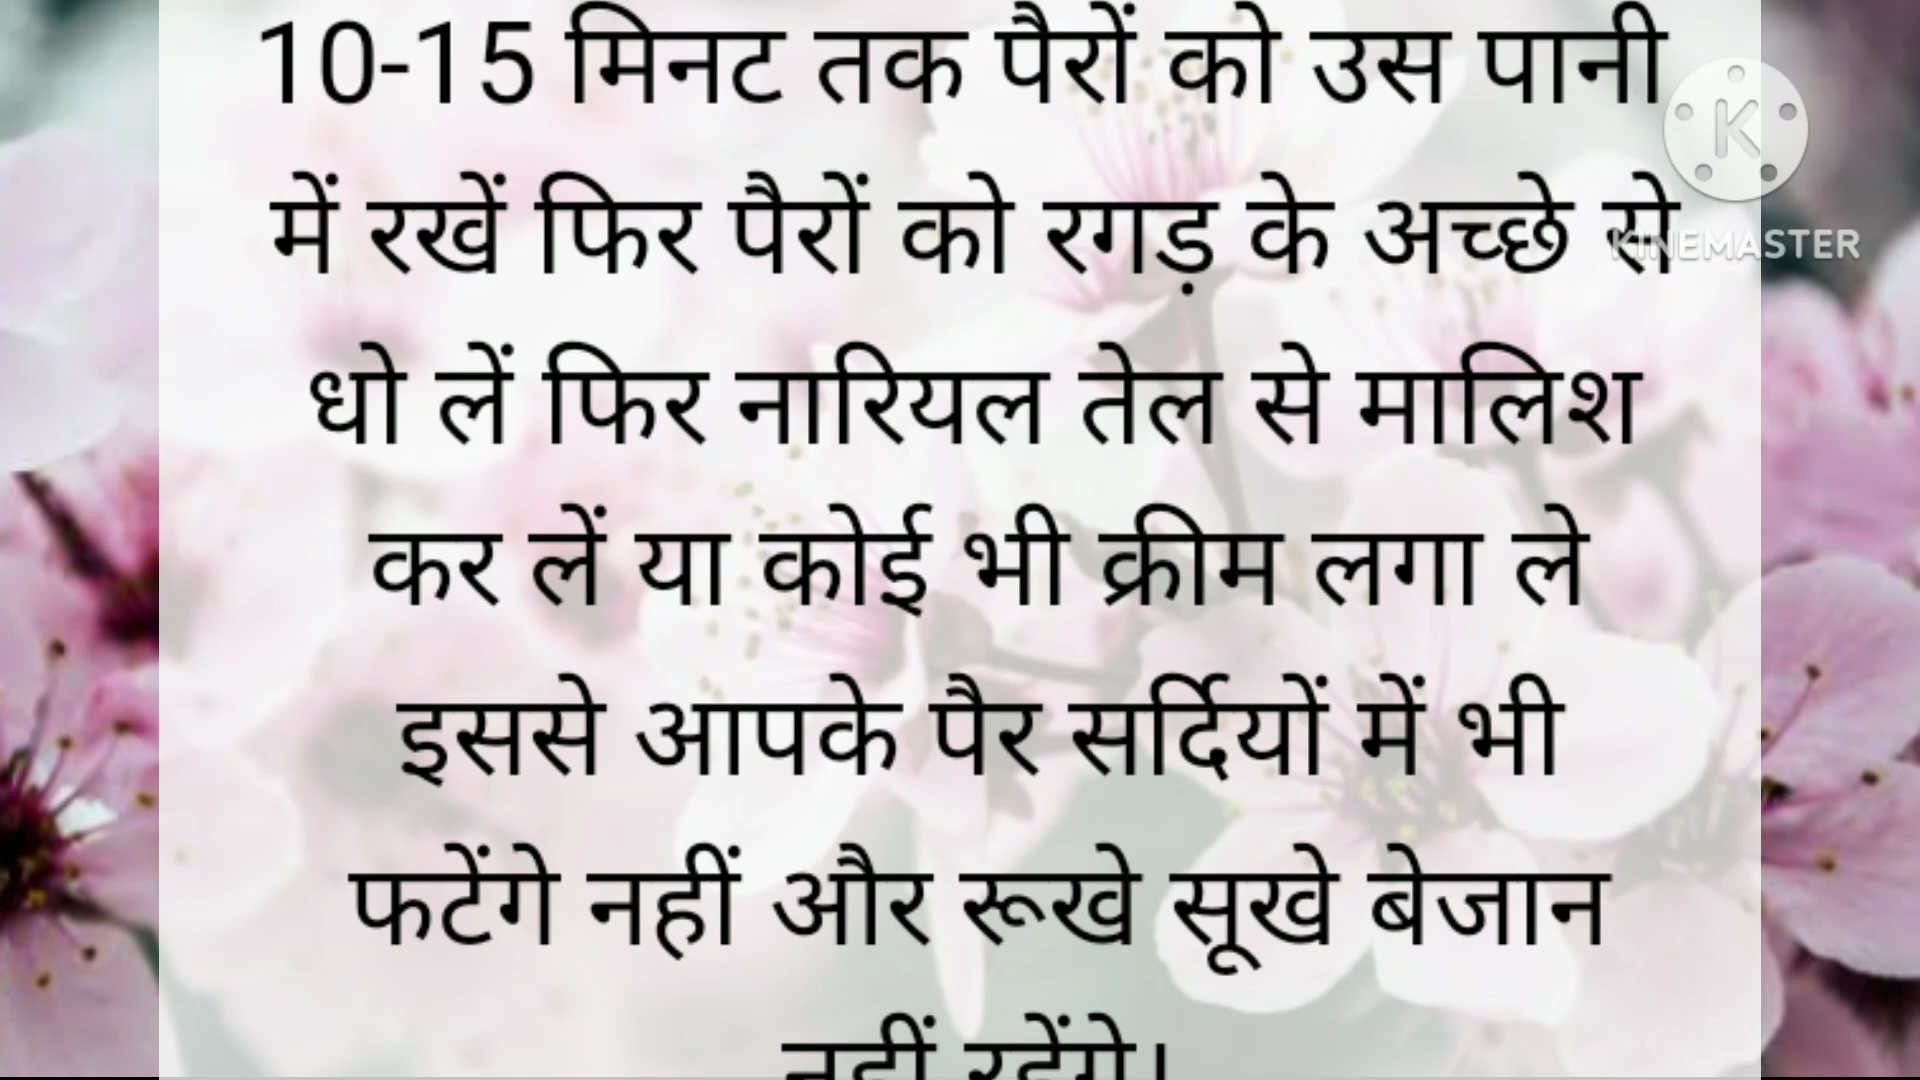 10-15 मिनट तक पैरों को उस पानी
में रखें फिर पैरों को रगड़ के अच्छे से
धो लें फिर नारियल तेल से मालिश
कर लें या कोई भी क्रीम लगा ले
इससे आपके पैर सर्दियों में भी
फटेंगे नहीं और रूखे सूखे बेजान
नहीं रहेंगे।
K
KINEMASTER